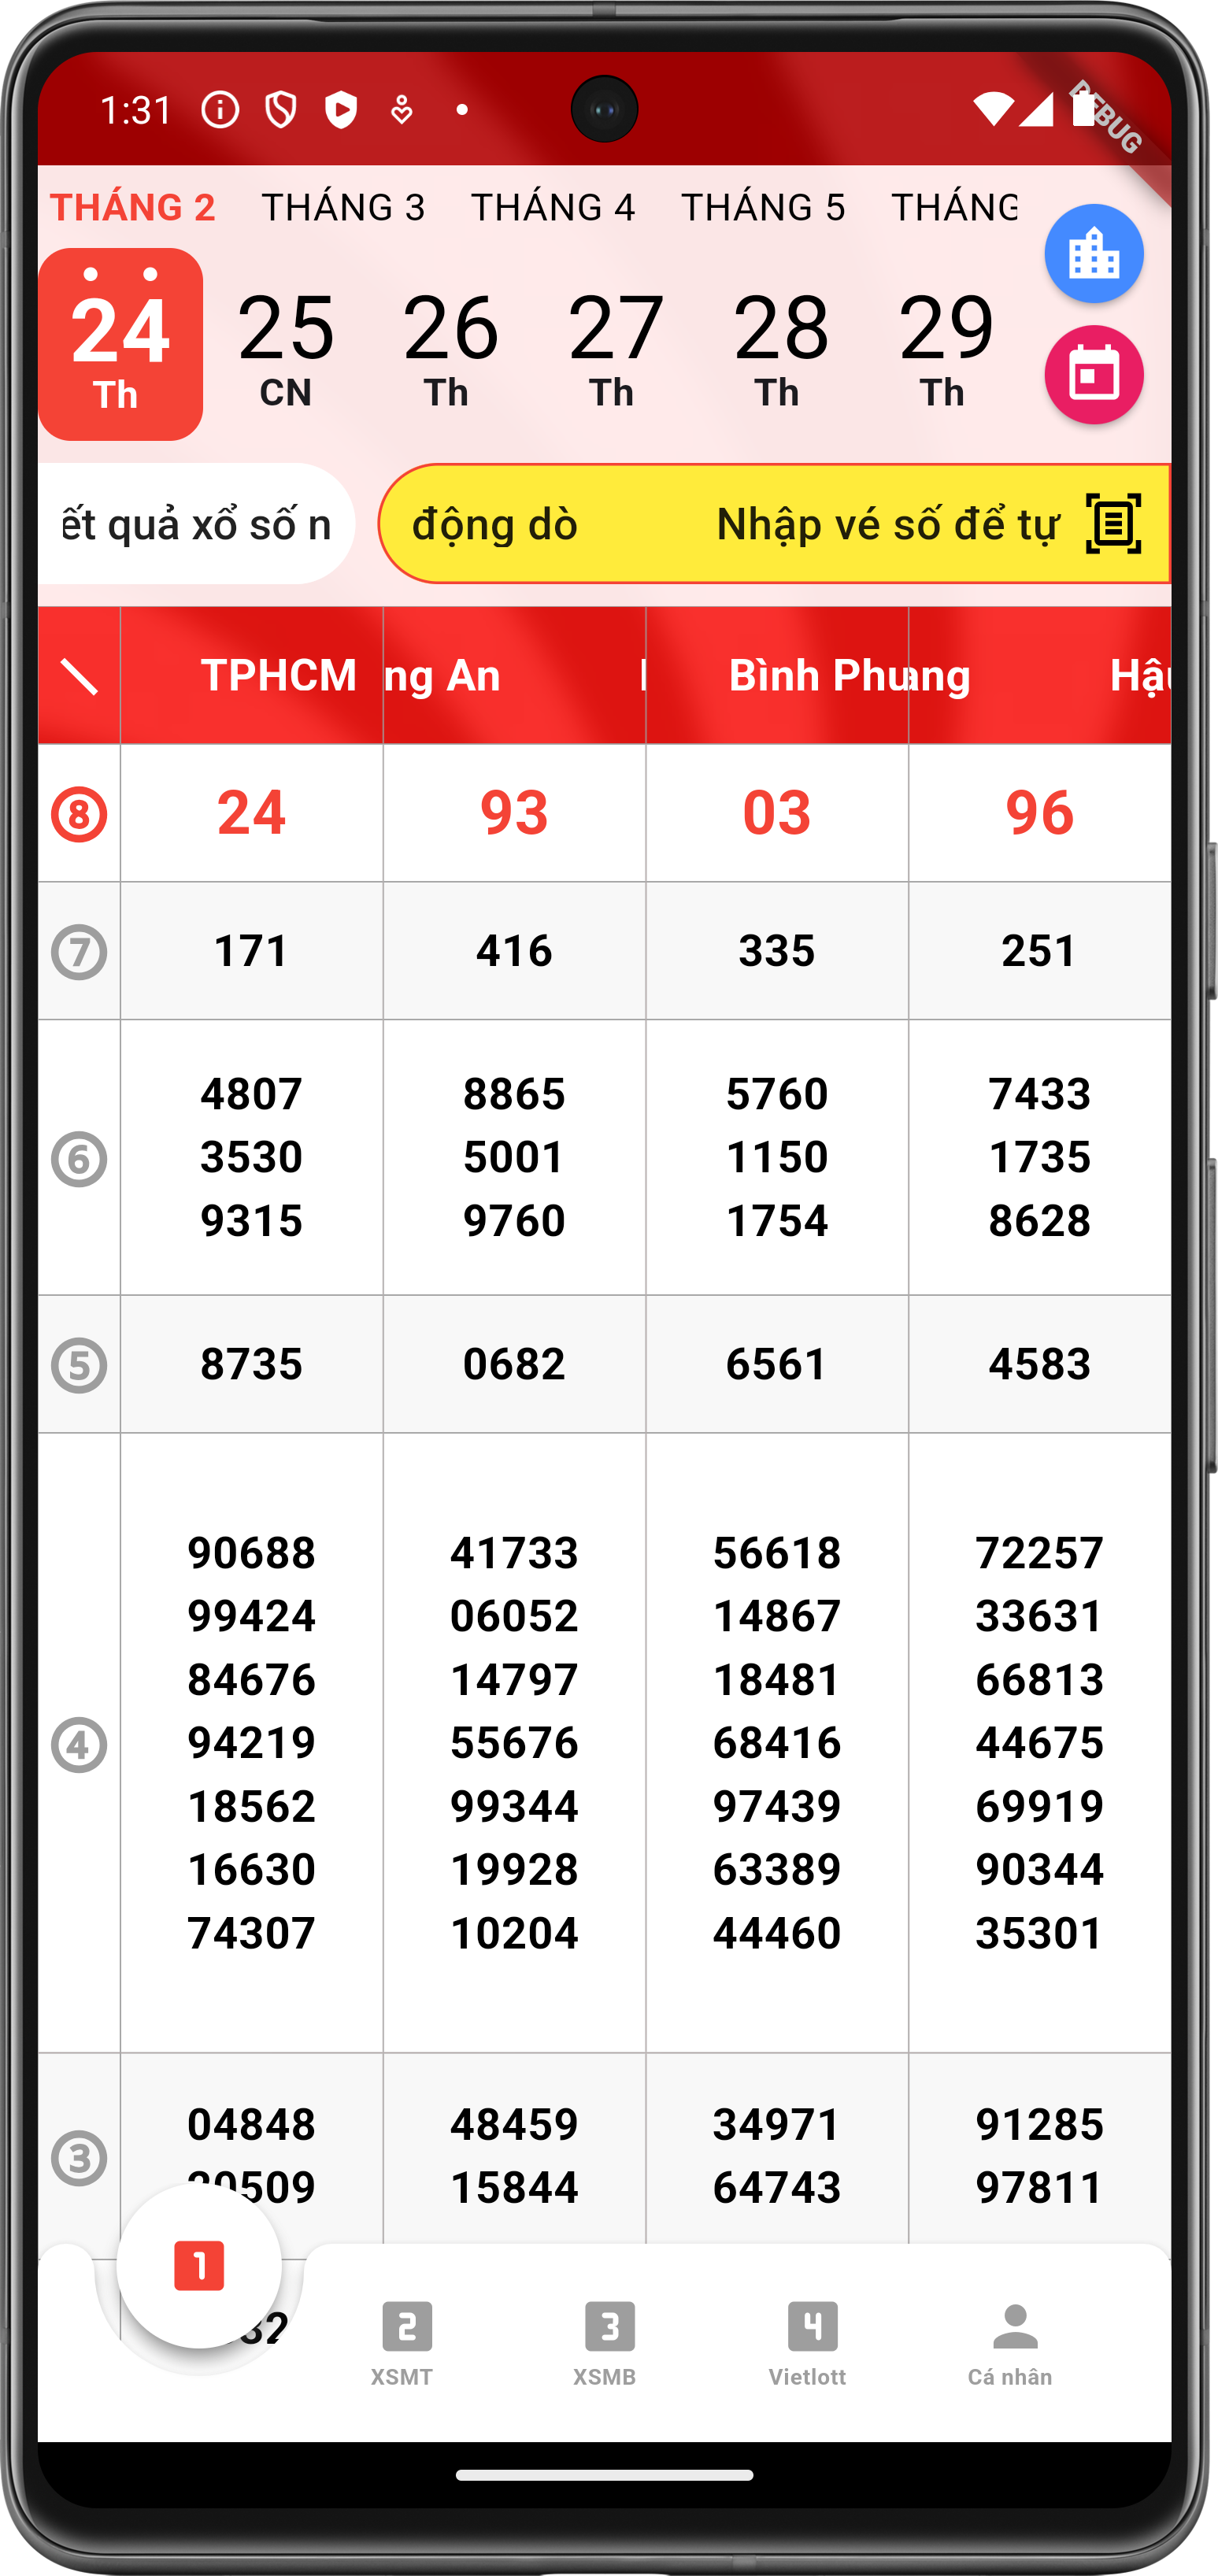 1:31
DEBUG
THÁNG 2 THÁNG 3 THÁNG 4 THÁNG 5 THÁNG
24 25 26 27 28 29
Th CN Th Th Th Th
ết quả xổ số n động dò Nhập vé số để tự
TPHCM ng An Bình Phu ang Hậu
8 24 93 03 96
7 171 416 335 251
4807 8865 5760 7433
6 3530 5001 1150 1735
9315 9760 1754 8628
5 8735 0682 6561 4583
90688 41733 56618 72257
99424 06052 14867 33631
84676 14797 18481 66813
4 94219 55676 68416 44675
18562 99344 97439 69919
16630 19928 63389 90344
74307 10204 44460 35301
04848 48459 34971 91285
3 20509 15844 64743 97811
32
1 2 3 4
XSMT XSMB Vietlott Cá nhân